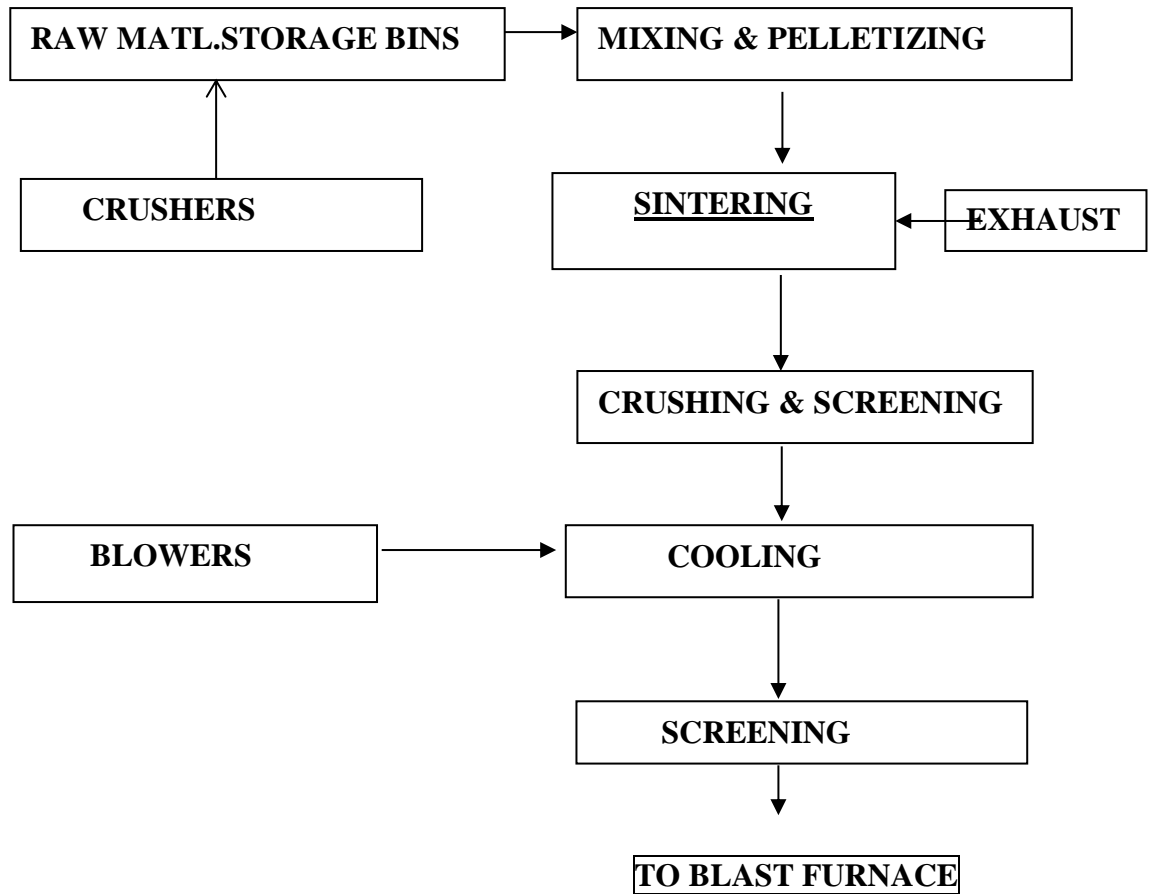 RAW MATL.STORAGE BINS
MIXING & PELLETIZING
CRUSHERS
SINTERING
EXHAUST
CRUSHING & SCREENING
BLOWERS
COOLING
SCREENING
TO BLAST FURNACE